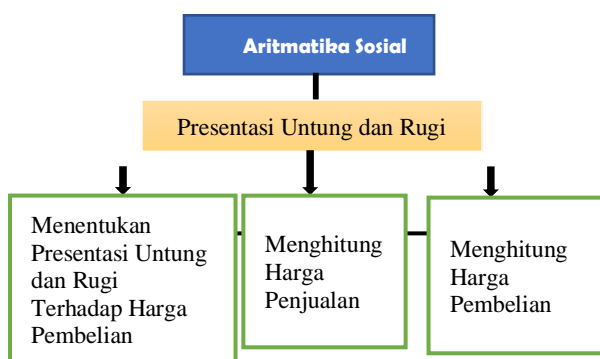 Aritmatika Sosial
Presentasi Untung dan Rugi
Menentukan
Presentasi Untung
dan Rugi
Terhadap Harga
Pembelian
Menghitung
Harga
Penjualan
Menghitung
Harga
Pembelian